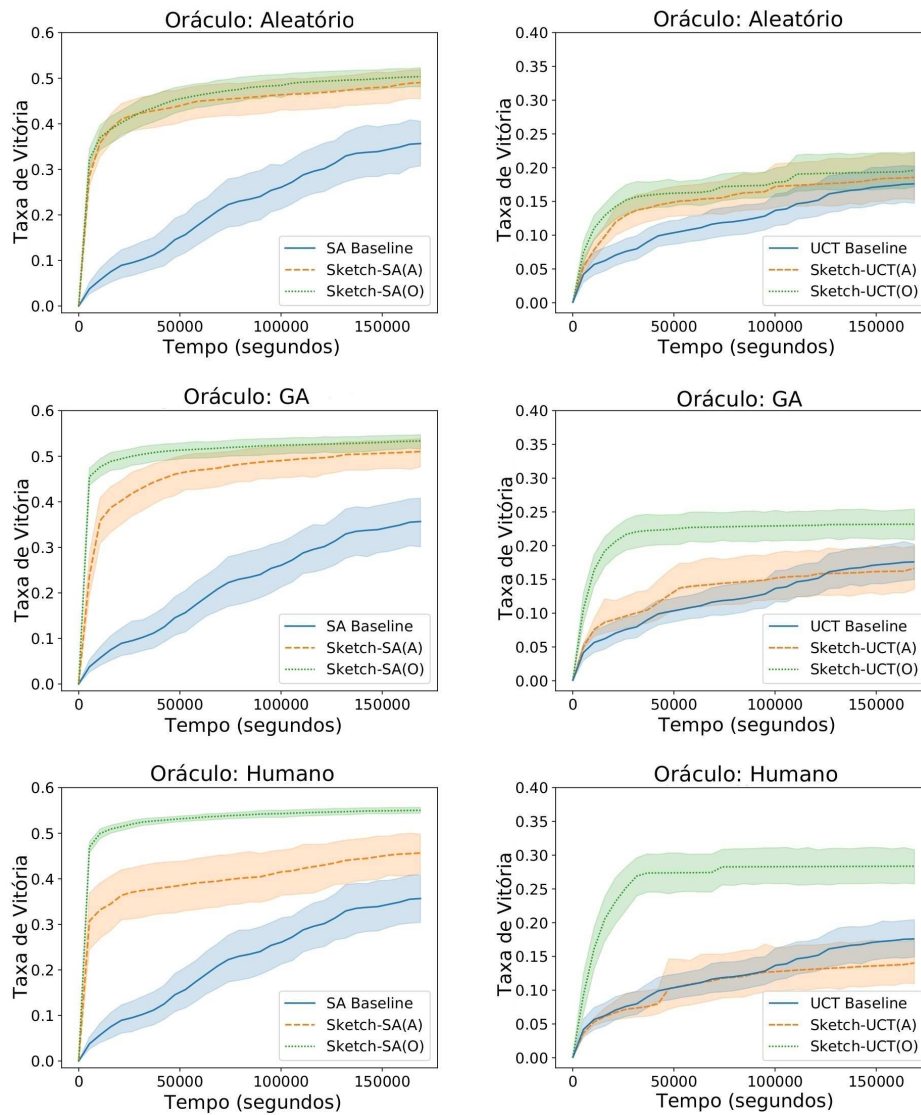 Oráculo: Aleatório
Taxa de Vitória
0.6
0.5
0.4
0.3
0.2
0.1
0.0
SA Baseline
Sketch-SA(A)
Sketch-SA(O)
0 50000 100000 150000
Tempo (segundos)
Oráculo: Aleatório
Taxa de Vitória
0.40
0.35
0.30
0.25
0.20
0.15
0.10
0.05
0.00
UCT Baseline
Sketch-UCT(A)
Sketch-UCT(O)
0 50000 100000 150000
Tempo (segundos)
Oráculo: GA
Taxa de Vitória
0.6
0.5
0.4
0.3
0.2
0.1
0.0
SA Baseline
Sketch-SA(A)
Sketch-SA(O)
0 50000 100000 150000
Tempo (segundos)
Oráculo: GA
Taxa de Vitória
0.40
0.35
0.30
0.25
0.20
0.15
0.10
0.05
0.00
UCT Baseline
Sketch-UCT(A)
Sketch-UCT(O)
0 50000 100000 150000
Tempo (segundos)
Oráculo: Humano
Taxa de Vitória
0.6
0.5
0.4
0.3
0.2
0.1
0.0
SA Baseline
Sketch-SA(A)
Sketch-SA(O)
0 50000 100000 150000
Tempo (segundos)
Oráculo: Humano
Taxa de Vitória
0.40
0.35
0.30
0.25
0.20
0.15
0.10
0.05
0.00
UCT Baseline
Sketch-UCT(A)
Sketch-UCT(O)
0 50000 100000 150000
Tempo (segundos)